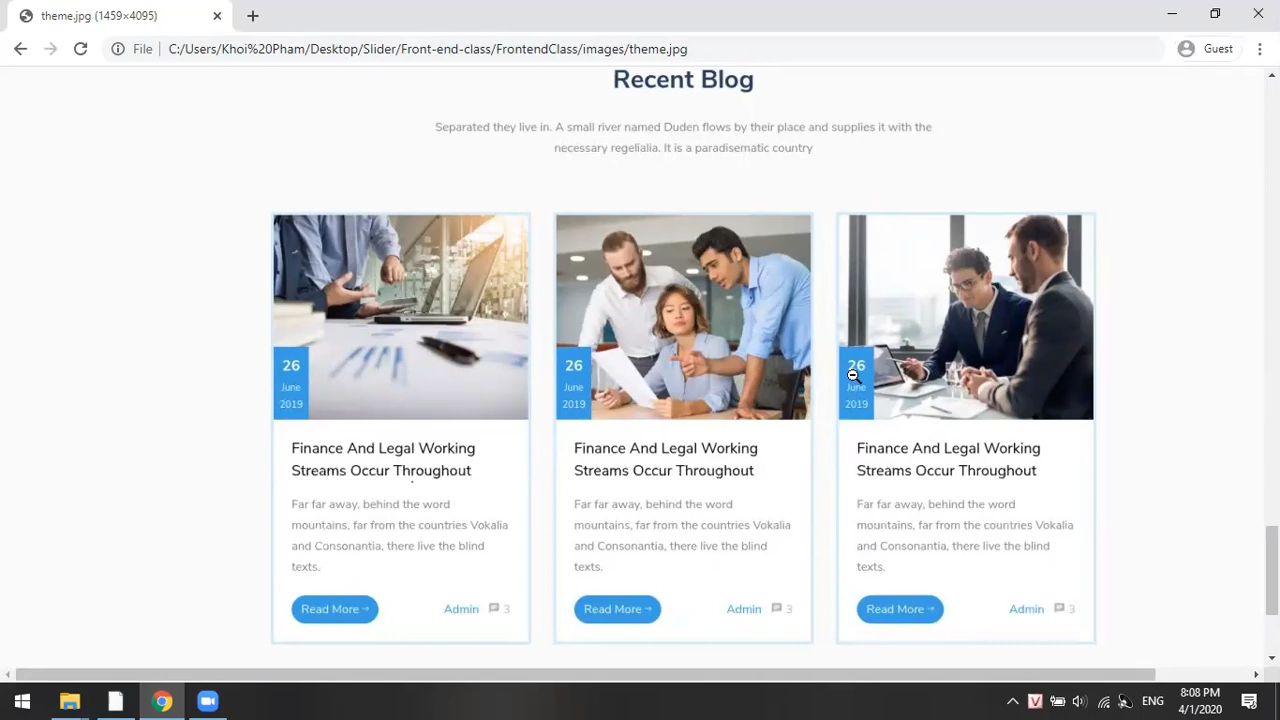 theme.jpg (1459×4095)
File
C:/Users/Khoi%20Pham/Desktop/Slider/Front-end-class/FrontendClass/images/theme.jpg
Guest
Recent Blog
Separated they live in. A small river named Duden flows by their place and supplies it with the
necessary regelialia. It is a paradisematic country
26
June
2019
Finance And Legal Working
Streams Occur Throughout
Far far away, behind the word
mountains, far from the countries Vokalia
and Consonantia, there live the blind
texts.
Read More
Admin
3
26
June
2019
Finance And Legal Working
Streams Occur Throughout
Far far away, behind the word
mountains, far from the countries Vokalia
and Consonantia, there live the blind
texts.
Read More
Admin
3
26
June
2019
Finance And Legal Working
Streams Occur Throughout
Far far away, behind the word
mountains, far from the countries Vokalia
and Consonantia, there live the blind
texts.
Read More
Admin
3
V
ENG
8:08 PM
4/1/2020